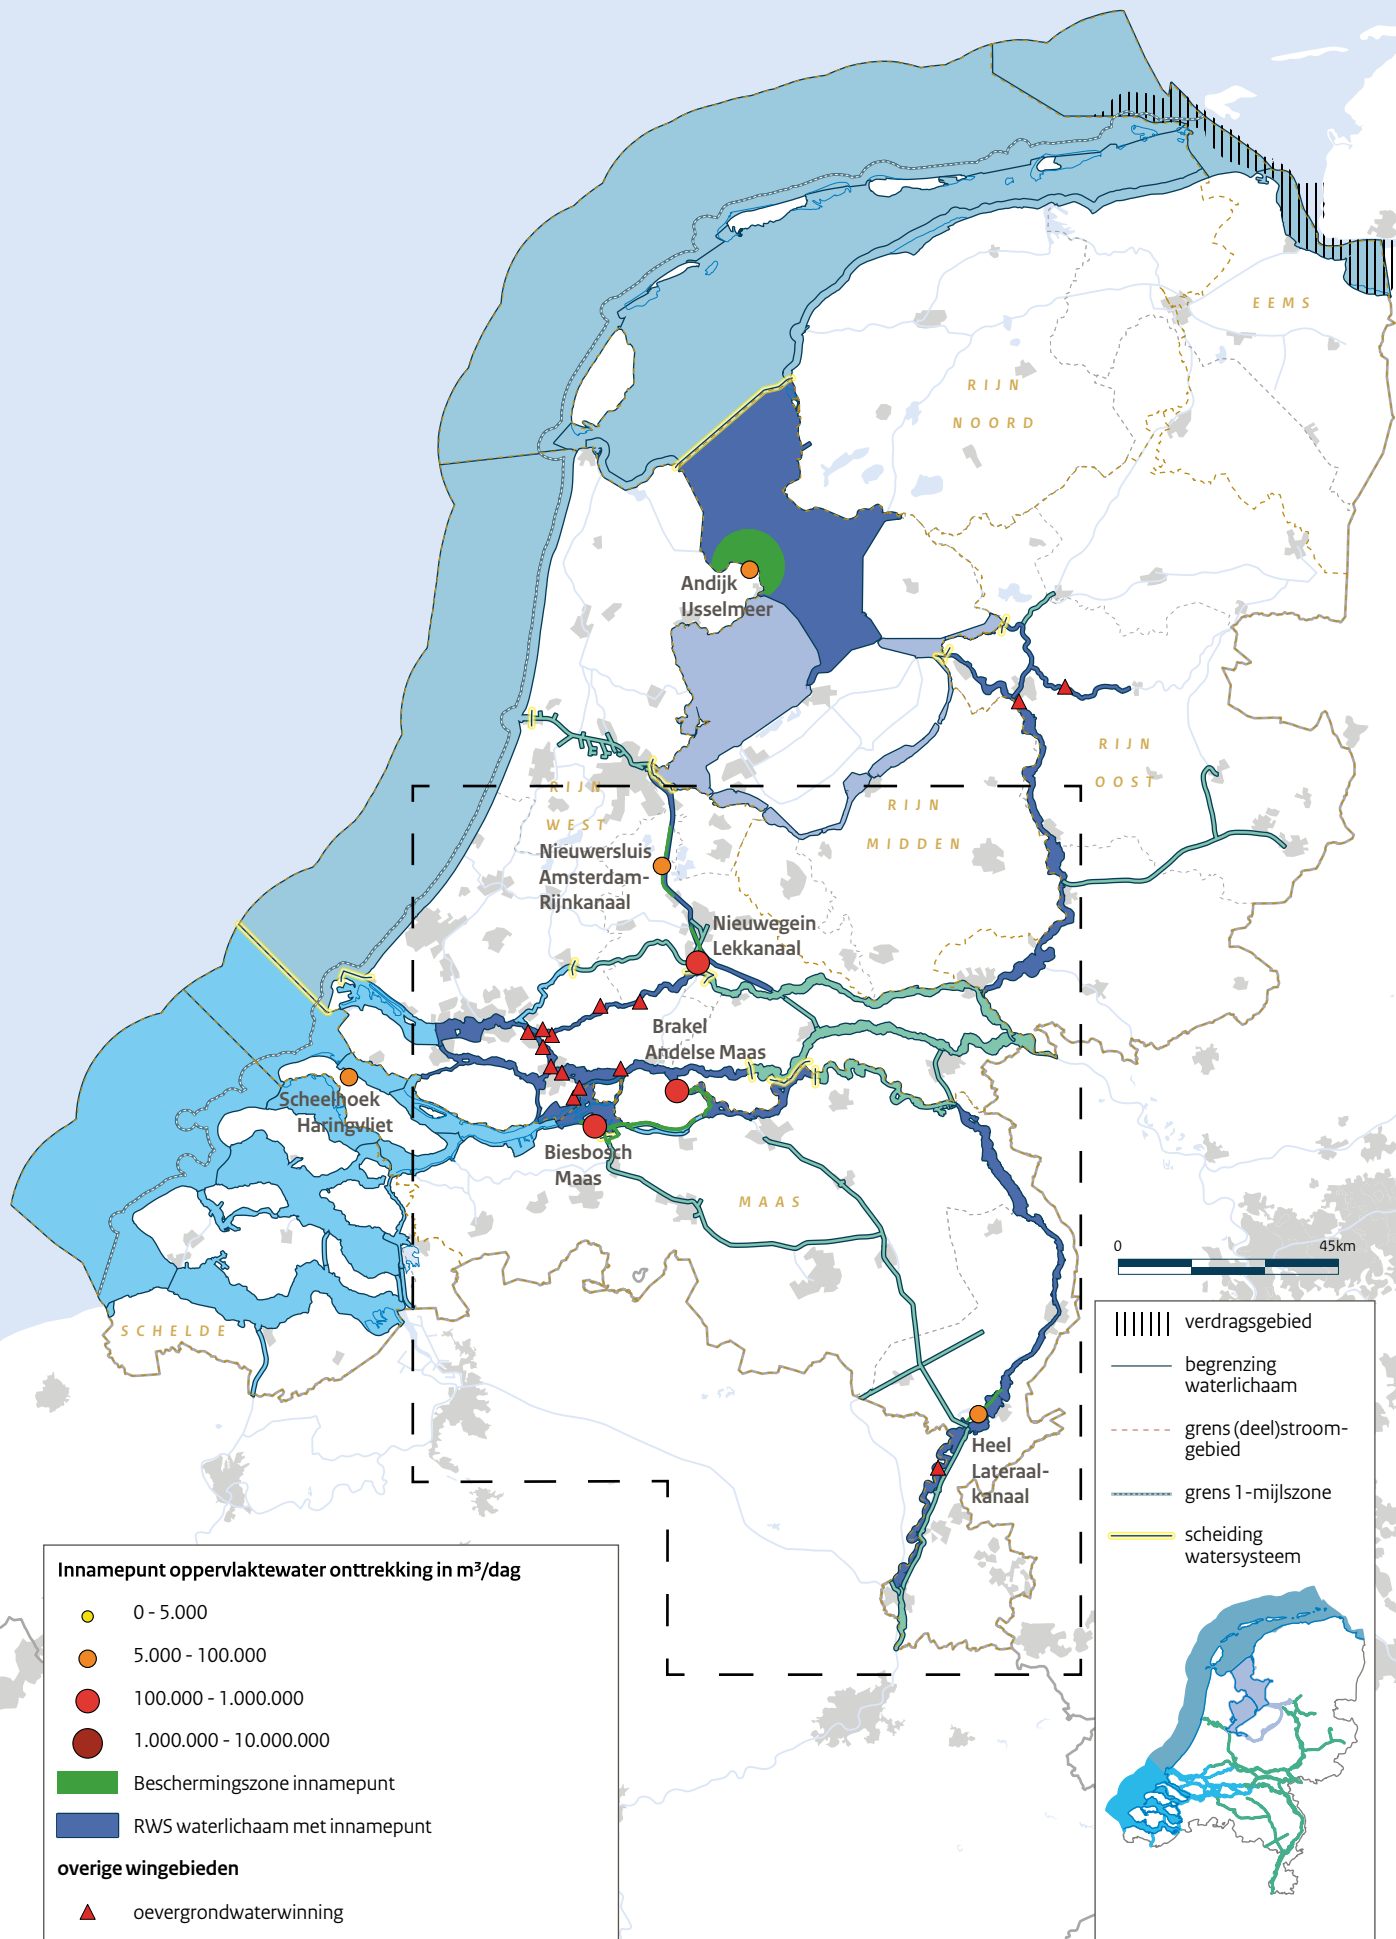 EEMS
RIJN
NOORD
Andijk
IJsselmeer
RIJN
OOST
RIJN
WEST
RIJN
MIDDEN
Nieuwersluis
Amsterdam-
Rijnkanaal
Nieuwegein
Lekkanaal
Brakel
Andelse Maas
Scheelhoek
Haringvliet
Biesbosch
Maas
MAAS
SCHELDE
Heel
Lateraal-
kanaal
0 45km
verdragsgebied
begrenzing
waterlichaam
grens (deel)stroom-
gebied
grens 1-mijlszone
scheiding
watersysteem
Innamepunt oppervlaktewater onttrekking in m³/dag
0 - 5.000
5.000 - 100.000
100.000 - 1.000.000
1.000.000 - 10.000.000
Beschermingszone innamepunt
RWS waterlichaam met innamepunt
overige wingebieden
oevergrondwaterwinning